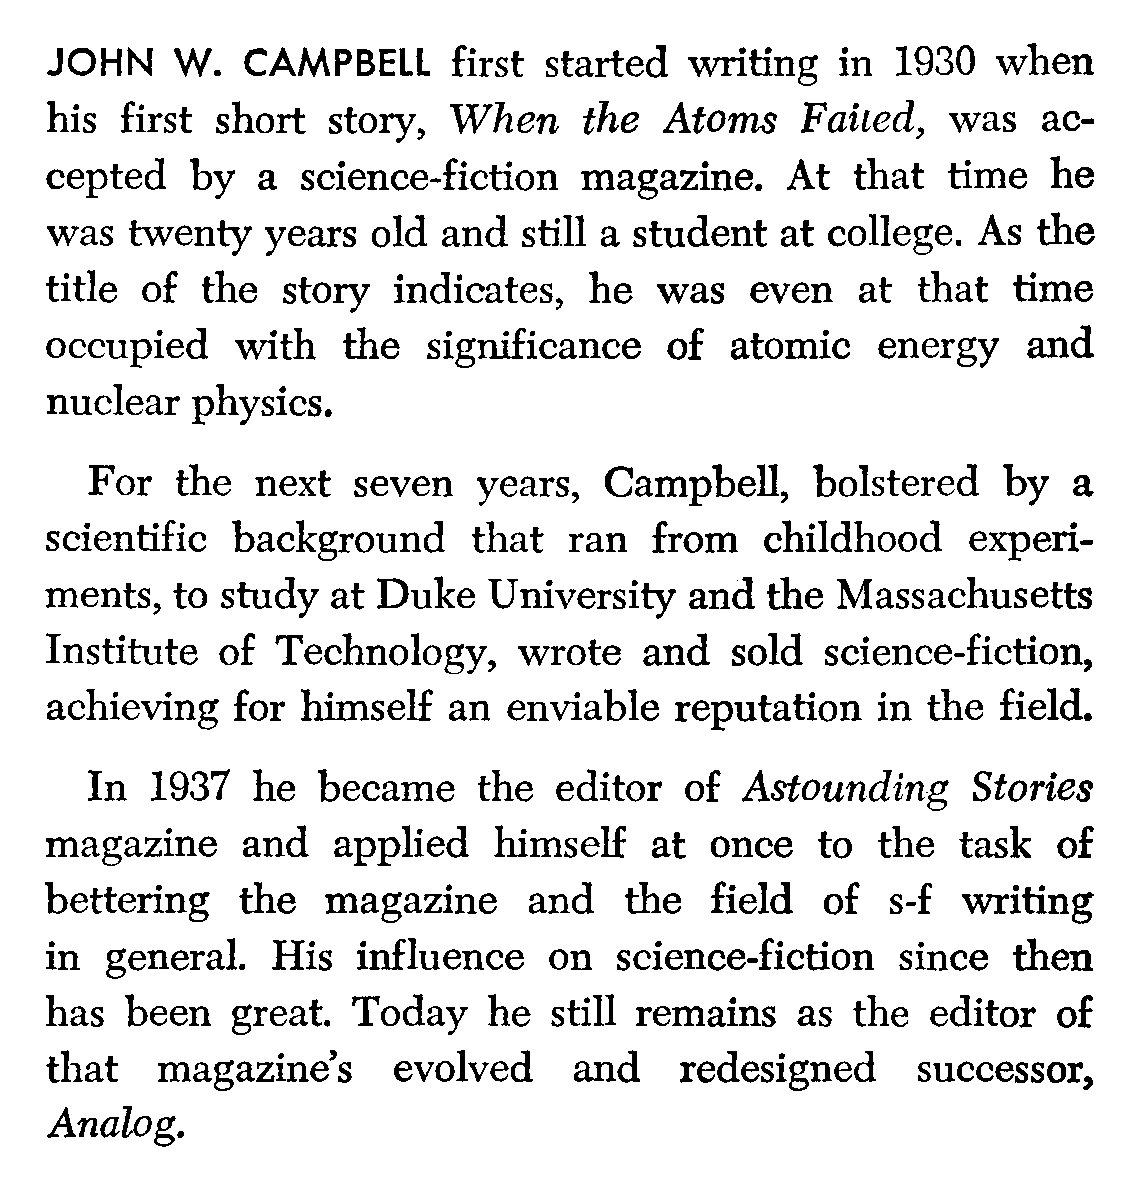 JOHN W. CAMPBELL first started writing in 1930 when
his first short story, When the Atoms Failed, was ac-
cepted by a science-fiction magazine. At that time he
was twenty years old and still a student at college. As the
title of the story indicates, he was even at that time
occupied with the significance of atomic energy and
nuclear physics.
For the next seven years, Campbell, bolstered by a
scientific background that ran from childhood experi-
ments, to study at Duke University and the Massachusetts
Institute of Technology, wrote and sold science-fiction,
achieving for himself an enviable reputation in the field.
In 1937 he became the editor of Astounding Stories
magazine and applied himself at once to the task of
bettering the magazine and the field of s-f writing
in general. His influence on science-fiction since then
has been great. Today he still remains as the editor of
that magazine's evolved and redesigned successor,
Analog.